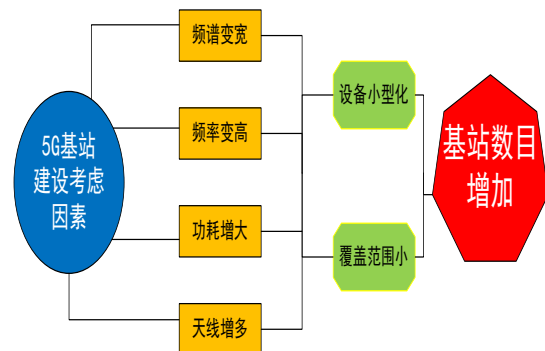 5G基站
建设考虑
因素
频谱变宽
频率变高
功耗增大
天线增多
设备小型化
覆盖范围小
基站数目
增加